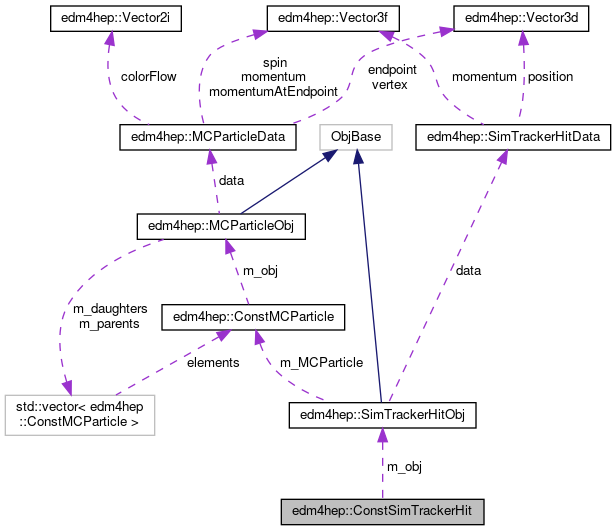 edm4hep::Vector2i
edm4hep::Vector3f
edm4hep::Vector3d
colorFlow
spin
momentum
momentumAtEndpoint
endpoint
vertex
momentum
position
edm4hep::MCParticleData
ObjBase
edm4hep::SimTrackerHitData
data
edm4hep::MCParticleObj
m_obj
data
m_daughters
m_parents
edm4hep::ConstMCParticle
elements
m_MCParticle
std::vector< edm4hep
::ConstMCParticle >
edm4hep::SimTrackerHitObj
m_obj
edm4hep::ConstSimTrackerHit